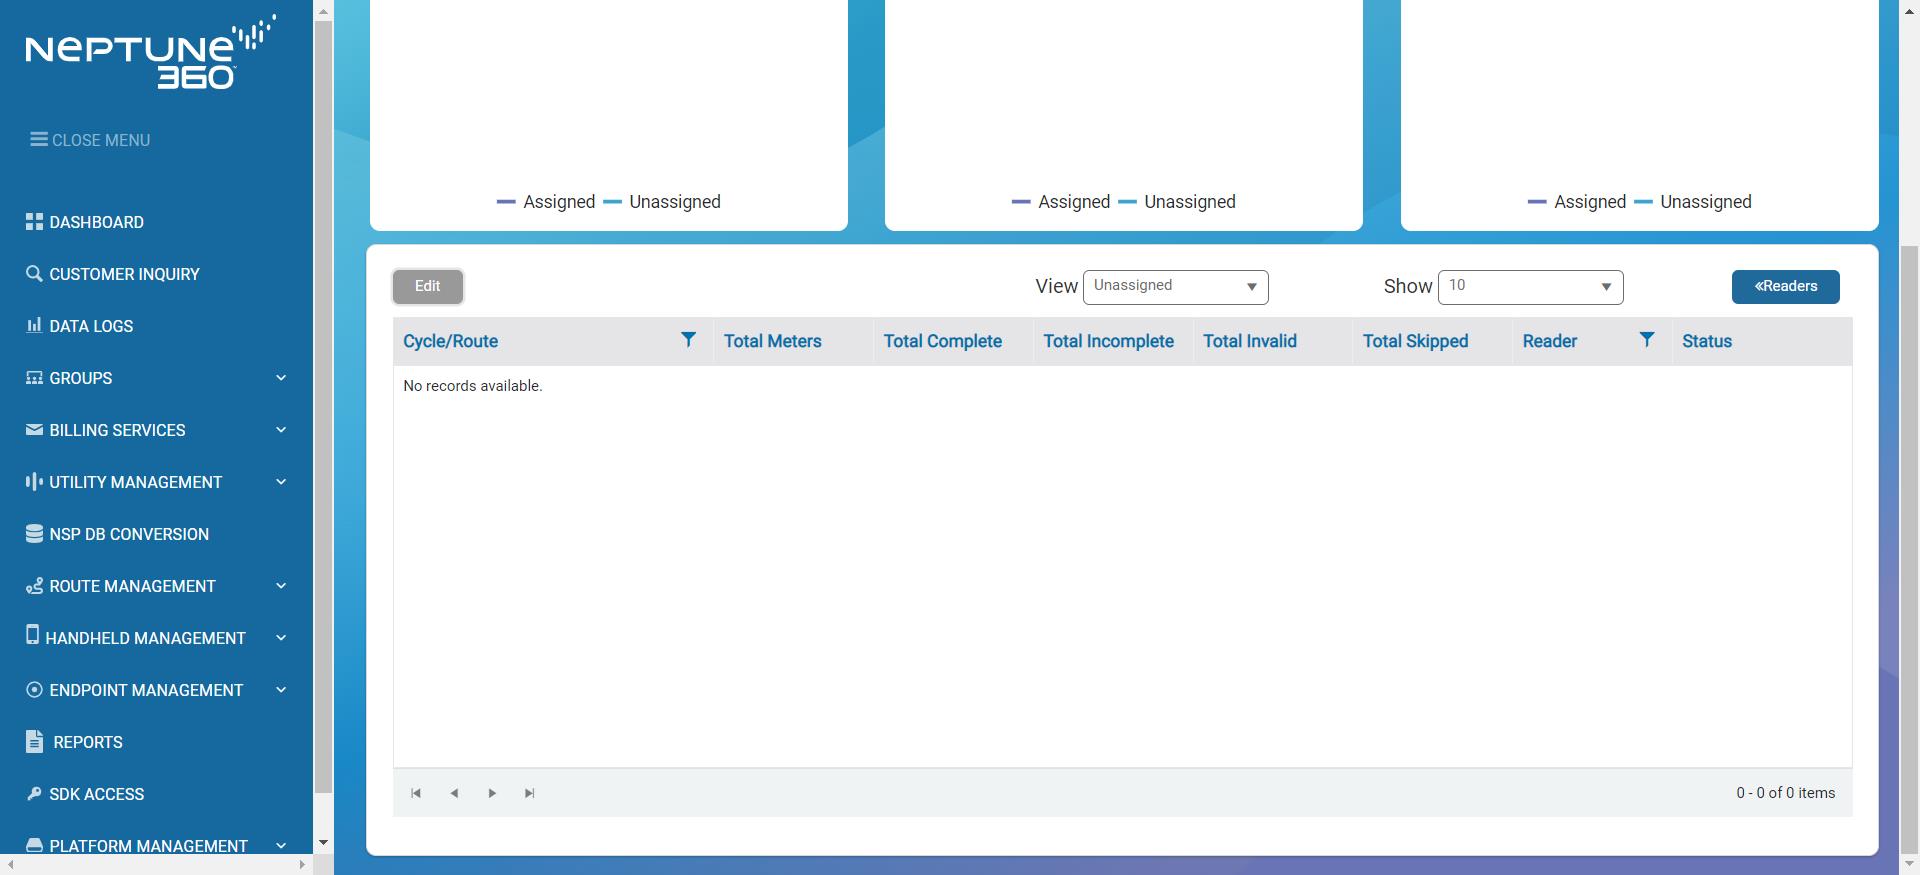 NEPTUNE
360
CLOSE MENU
DASHBOARD
CUSTOMER INQUIRY
DATA LOGS
GROUPS
BILLING SERVICES
UTILITY MANAGEMENT
NSP DB CONVERSION
ROUTE MANAGEMENT
HANDHELD MANAGEMENT
ENDPOINT MANAGEMENT
REPORTS
SDK ACCESS
PLATFORM MANAGEMENT
Assigned Unassigned
Assigned Unassigned
Assigned Unassigned
Edit View Unassigned Show 10 «Readers
Cycle/Route Total Meters Total Complete Total Incomplete Total Invalid Total Skipped Reader Status
No records available.
0 - 0 of 0 items